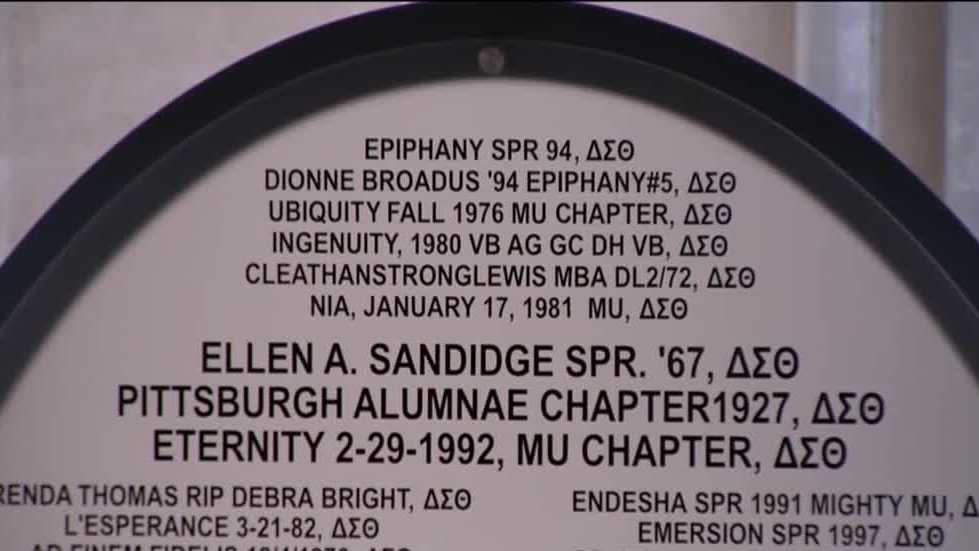 EPIPHANY SPR 94, ΔΣΘ
DIONNE BROADUS '94 EPIPHANY#5, ΔΣΘ
UBIQUITY FALL 1976 MU CHAPTER, ΔΣΘ
INGENUITY, 1980 VB AG GC DH VB, ΔΣΘ
CLEATHANSTRONGLEWIS MBA DL2/72, ΔΣΘ
NIA, JANUARY 17, 1981 MU, ΔΣΘ
ELLEN A. SANDIDGE SPR. '67, ΔΣΘ
PITTSBURGH ALUMNAE CHAPTER1927, ΔΣΘ
ETERNITY 2-29-1992, MU CHAPTER, ΔΣΘ
RENDA THOMAS RIP DEBRA BRIGHT, ΔΣΘ
L'ESPERANCE 3-21-82, ΔΣΘ
AD FINEM FIDELIS
ENDESHA SPR 1991 MIGHTY MU, Δ
EMERSION SPR 1997, ΔΣΘ